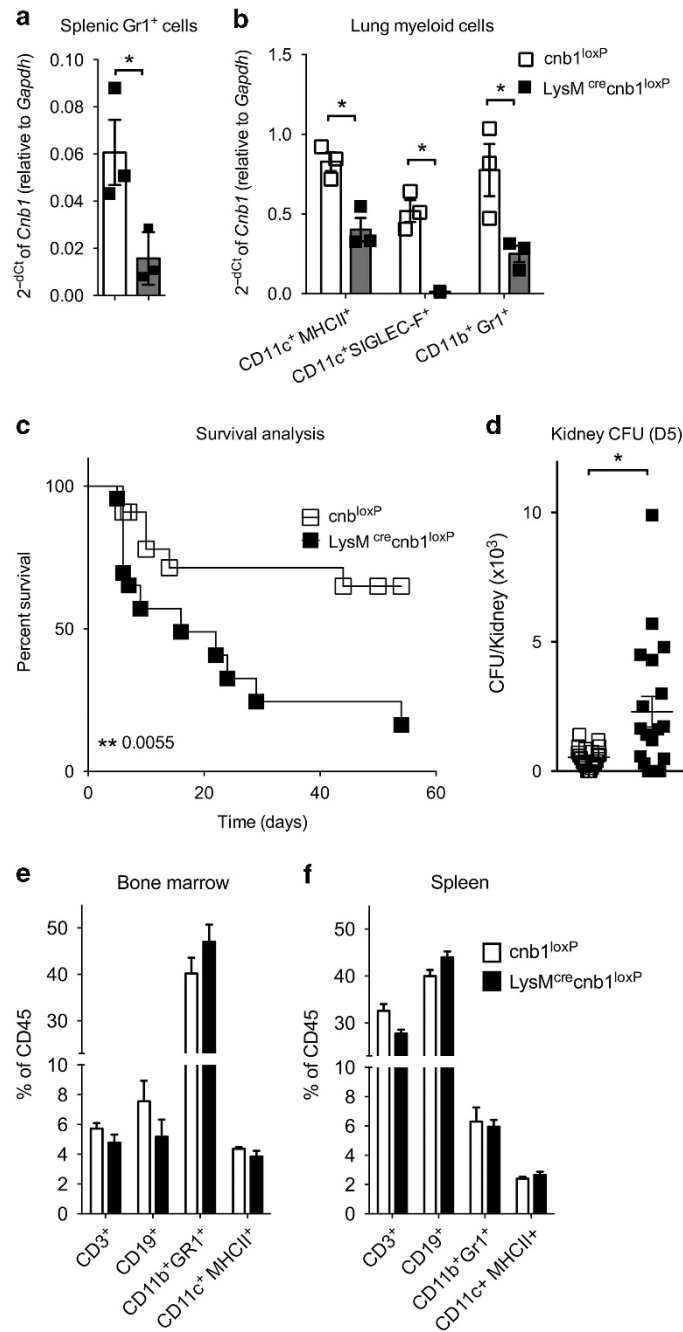 a
Splenic Gr1⁺ cells
2⁻ᵈᶜᵗ of Cnb1 (relative to Gapdh)
0.10
0.08
0.06
0.04
0.02
0.00
*
b
Lung myeloid cells
cnb1ˡᵒˣᴾ
LysM ᶜʳᵉcnb1ˡᵒˣᴾ
2⁻ᵈᶜᵗ of Cnb1 (relative to Gapdh)
1.5
1.0
0.5
0.0
*
*
*
CD11c⁺ MHCII⁺
CD11c⁺SIGLEC-F⁺
CD11b⁺ Gr1⁺
c
Survival analysis
cnbˡᵒˣᴾ
LysM ᶜʳᵉcnb1ˡᵒˣᴾ
Percent survival
100
50
0
** 0.0055
0
20
40
60
Time (days)
d
Kidney CFU (D5)
*
CFU/Kidney (x10³)
10
5
0
e
Bone marrow
% of CD45
50
40
30
10
8
6
4
2
0
CD3⁺
CD19⁺
CD11b⁺GR1⁺
CD11c⁺ MHCII⁺
f
Spleen
cnb1ˡᵒˣᴾ
LysMᶜʳᵉcnb1ˡᵒˣᴾ
% of CD45
50
40
30
10
8
6
4
2
0
CD3⁺
CD19⁺
CD11b⁺Gr1⁺
CD11c+ MHCII+